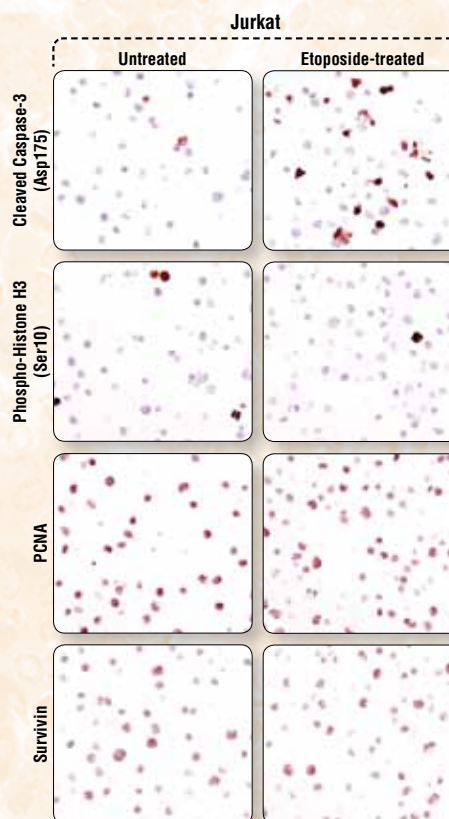 Jurkat
Untreated
Etoposide-treated
Cleaved Caspase-3
(Asp175)
Phospho-Histone H3
(Ser10)
PCNA
Survivin